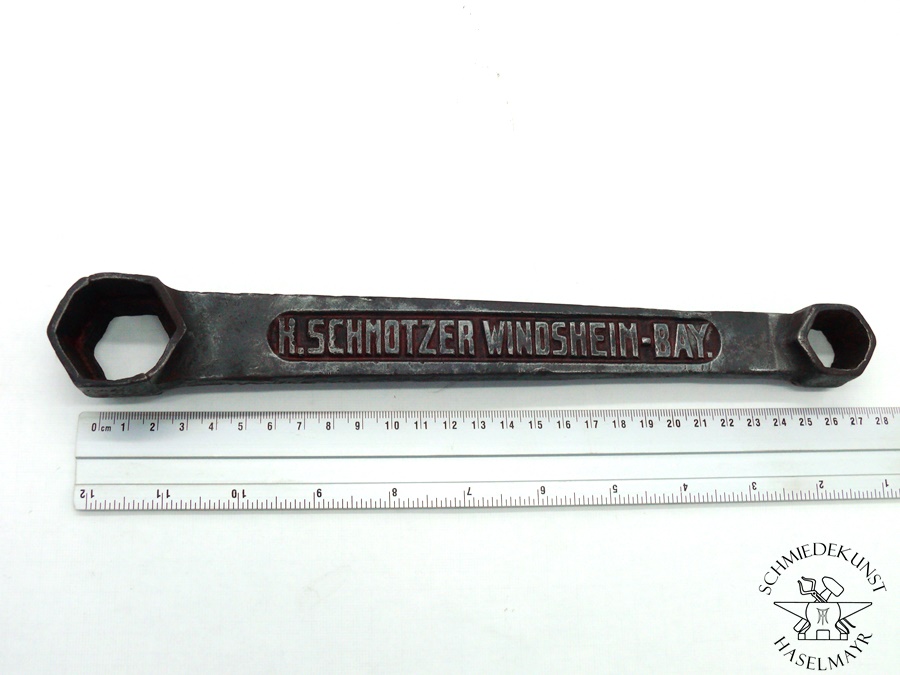 H.SCHMOTZER WINDSHEIM-BAY.
0 cm 1 2 3 4 5 6 7 8 9 10 11 12 13 14 15 16 17 18 19 20 21 22 23 24 25 26 27 28
12 11 10 9 8 7 6 5 4 3 2 1
SCHMIEDEKUNST
HASELMAYR